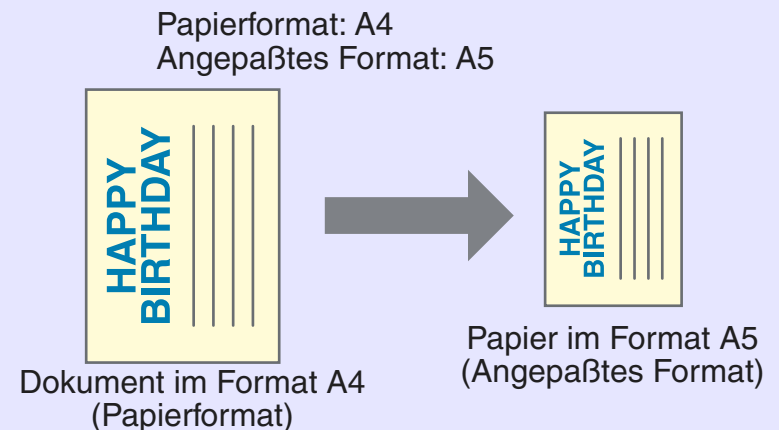 Papierformat: A4
Angepaßtes Format: A5
HAPPY
BIRTHDAY
HAPPY
BIRTHDAY
Dokument im Format A4
(Papierformat)
Papier im Format A5
(Angepaßtes Format)